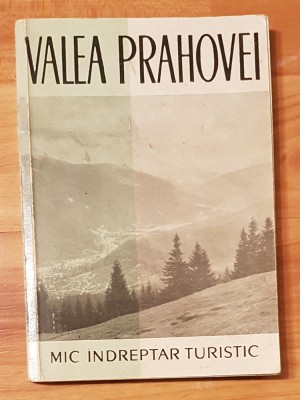 VALEA PRAHOVEI
MIC INDREPTAR TURISTIC